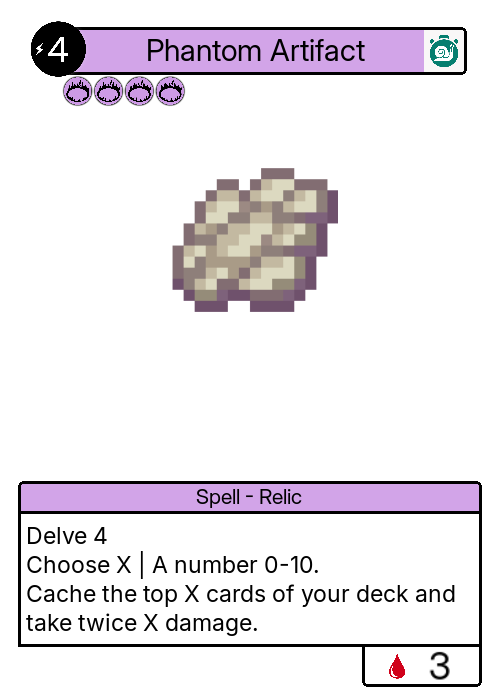 4
Phantom Artifact
Spell - Relic
Delve 4
Choose X | A number 0-10.
Cache the top X cards of your deck and
take twice X damage.
3